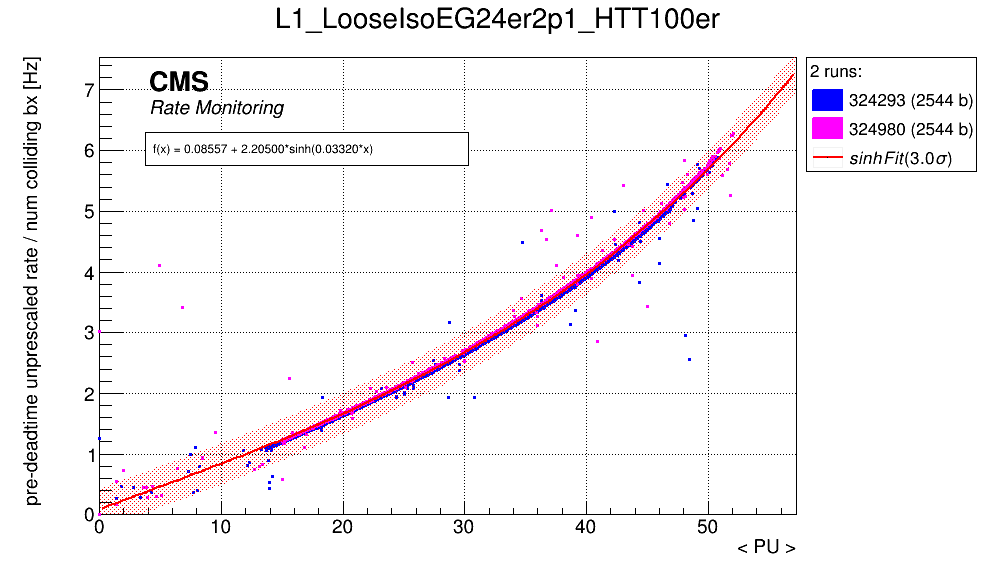 L1_LooseIsoEG24er2p1_HTT100er
pre-deadtime unprescaled rate / num colliding bx [Hz]
CMS
Rate Monitoring
f(x) = 0.08557 + 2.20500*sinh(0.03320*x)
2 runs:
324293 (2544 b)
324980 (2544 b)
sinhFit(3.0σ)
7
6
5
4
3
2
1
0
0 10 20 30 40 50
< PU >